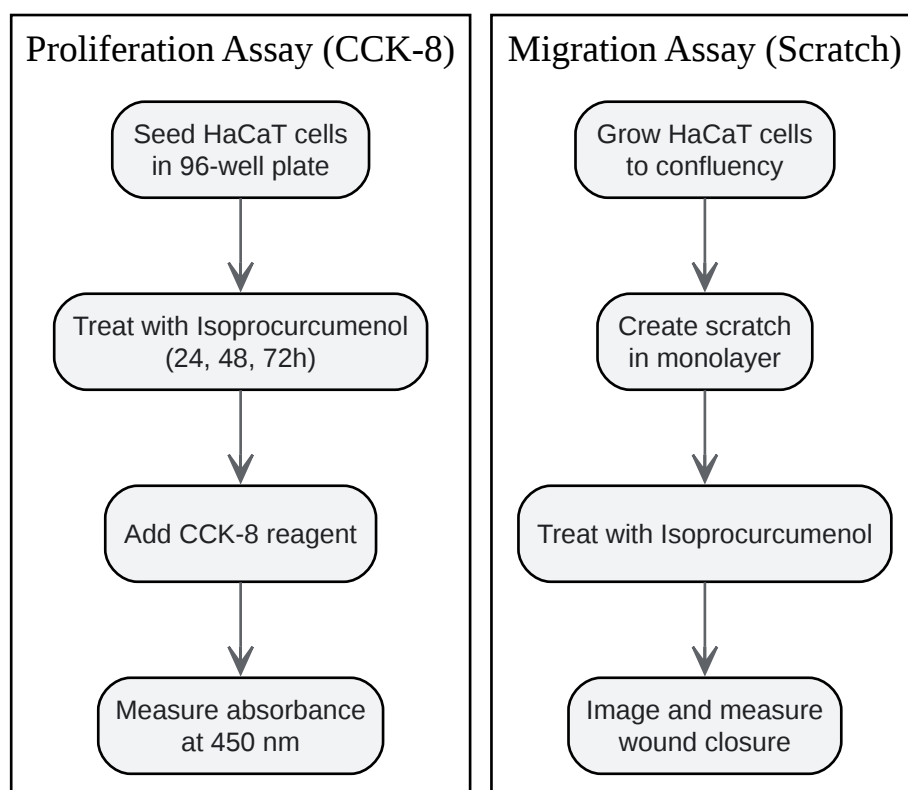 Proliferation Assay (CCK-8)
Seed HaCaT cells
in 96-well plate
Treat with Isoprocurcumenol
(24, 48, 72h)
Add CCK-8 reagent
Measure absorbance
at 450 nm
Migration Assay (Scratch)
Grow HaCaT cells
to confluency
Create scratch
in monolayer
Treat with Isoprocurcumenol
Image and measure
wound closure